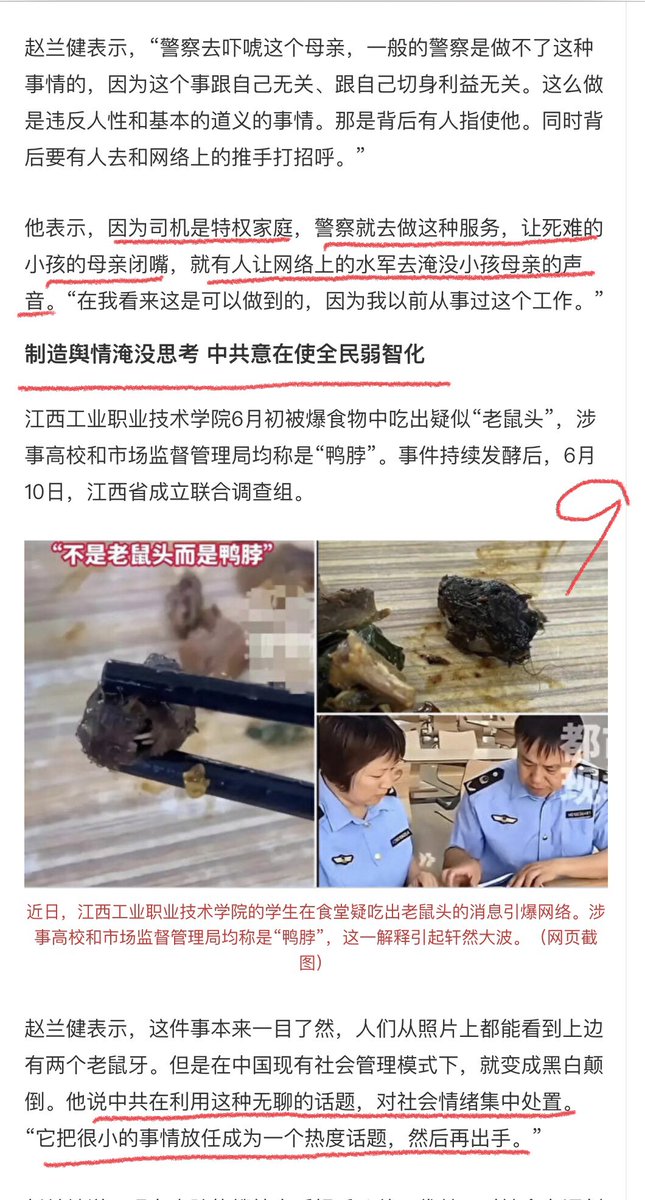 赵兰健表示，“警察去吓唬这个母亲，一般的警察是做不了这种
事情的，因为这个事跟自己无关、跟自己切身利益无关。这么做
是违反人性和基本的道义的事情。那是背后有人指使他。同时背
后要有人去和网络上的推手打招呼。”
他表示，因为司机是特权家庭，警察就去做这种服务，让死难的
小孩的母亲闭嘴，就有人让网络上的水军去淹没小孩母亲的声
音。“在我看来这是可以做到的，因为我以前从事过这个工作。”
制造舆情淹没思考 中共意在使全民弱智化
江西工业职业技术学院6月初被爆食物中吃出疑似“老鼠头”，涉
事高校和市场监督管理局均称是“鸭脖”。事件持续发酵后，6月
10日，江西省成立联合调查组。
“不是老鼠头而是鸭脖”
都市
现
近日，江西工业职业技术学院的学生在食堂疑吃出老鼠头的消息引爆网络。涉
事高校和市场监督管理局均称是“鸭脖”，这一解释引起轩然大波。（网页截
图）
赵兰健表示，这件事本来一目了然，人们从照片上都能看到上边
有两个老鼠牙。但是在中国现有社会管理模式下，就变成黑白颠
倒。他说中共在利用这种无聊的话题，对社会情绪集中处置。
“它把很小的事情放任成为一个热度话题，然后再出手。”